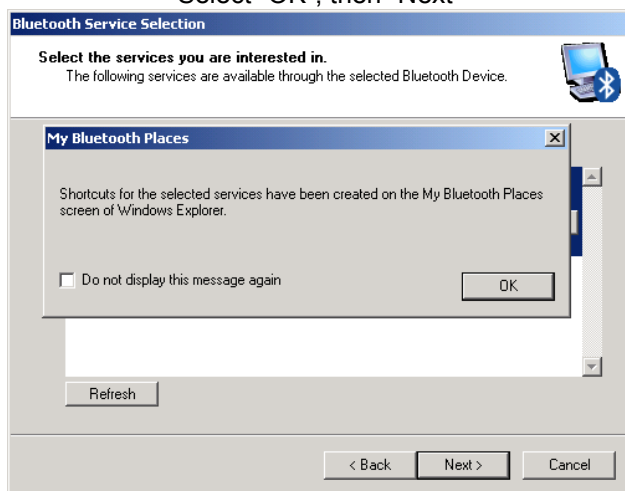 Select "OK", then "Next"
Bluetooth Service Selection
Select the services you are interested in.
The following services are available through the selected Bluetooth Device.
My Bluetooth Places
Shortcuts for the selected services have been created on the My Bluetooth Places
screen of Windows Explorer.
Do not display this message again
OK
Refresh
< Back
Next >
Cancel